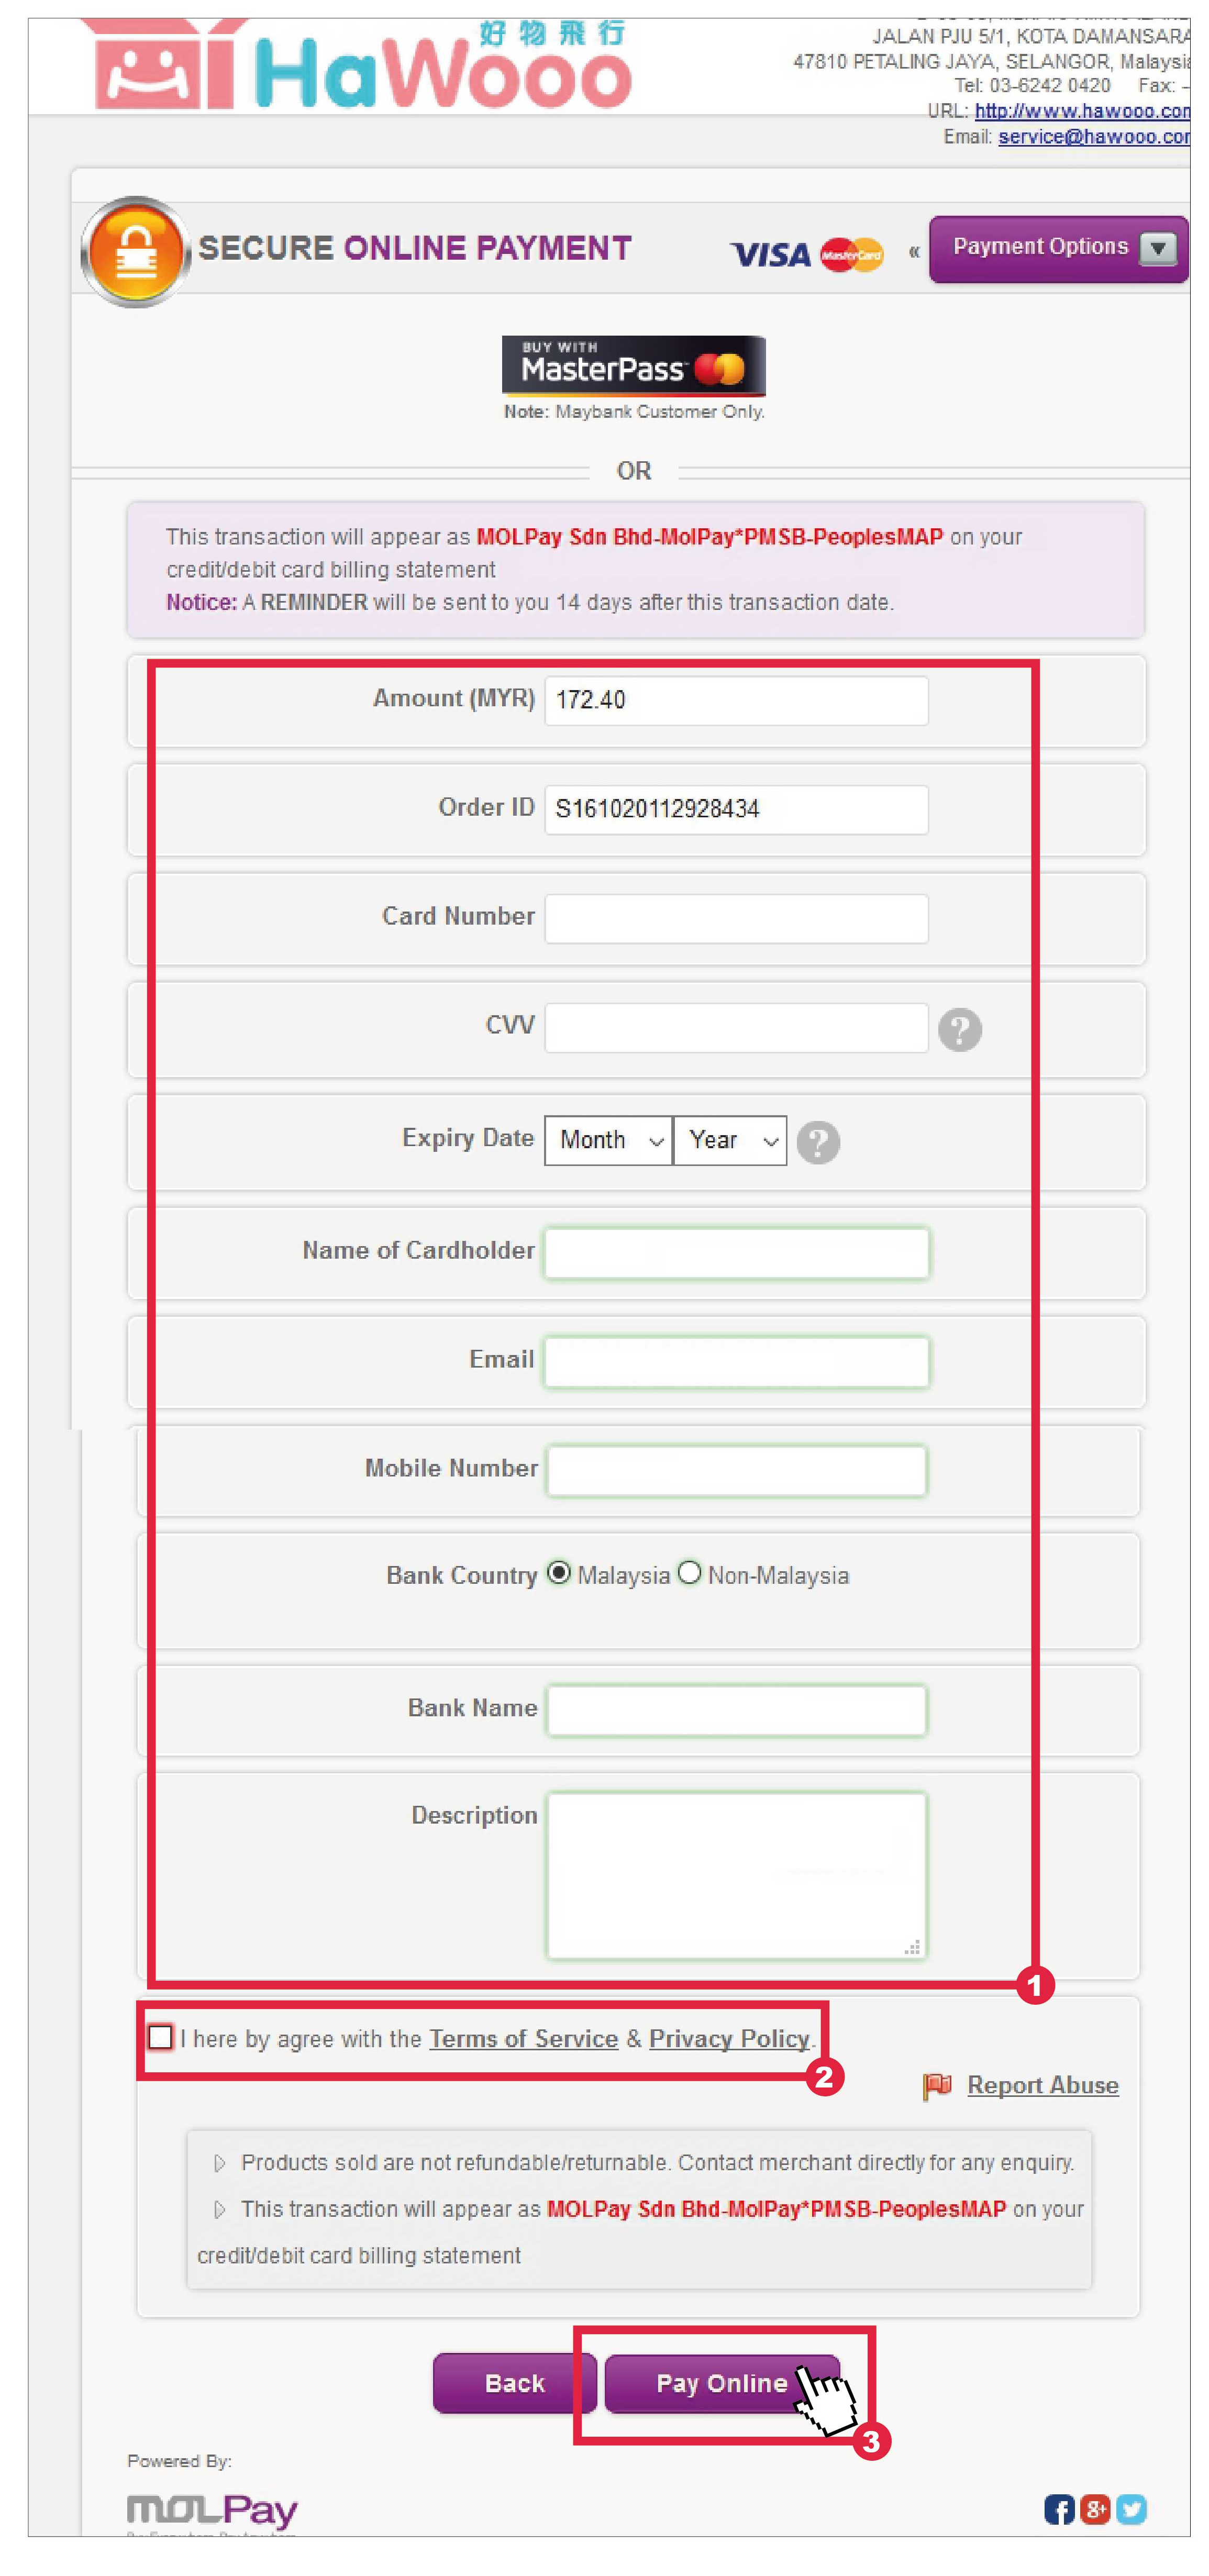 好物飛行
HaWooo
JALAN PJU 5/1, KOTA DAMANSARA
47810 PETALING JAYA, SELANGOR, Malaysia
Tel: 03-6242 0420 Fax: -
URL: http://www.hawooo.com
Email: service@hawooo.com
SECURE ONLINE PAYMENT
VISA MasterCard « Payment Options
BUY WITH
MasterPass
Note: Maybank Customer Only.
OR
This transaction will appear as MOLPay Sdn Bhd-MolPay*PMSB-PeoplesMAP on your
credit/debit card billing statement
Notice: A REMINDER will be sent to you 14 days after this transaction date.
Amount (MYR) 172.40
Order ID S161020112928434
Card Number
CVV ?
Expiry Date Month Year ?
Name of Cardholder
Email
Mobile Number
Bank Country Malaysia Non-Malaysia
Bank Name
Description
1
I here by agree with the Terms of Service & Privacy Policy.
2
Report Abuse
Products sold are not refundable/returnable. Contact merchant directly for any enquiry.
This transaction will appear as MOLPay Sdn Bhd-MolPay*PMSB-PeoplesMAP on your
credit/debit card billing statement
Back Pay Online
3
Powered By:
MOLPay
f 8+